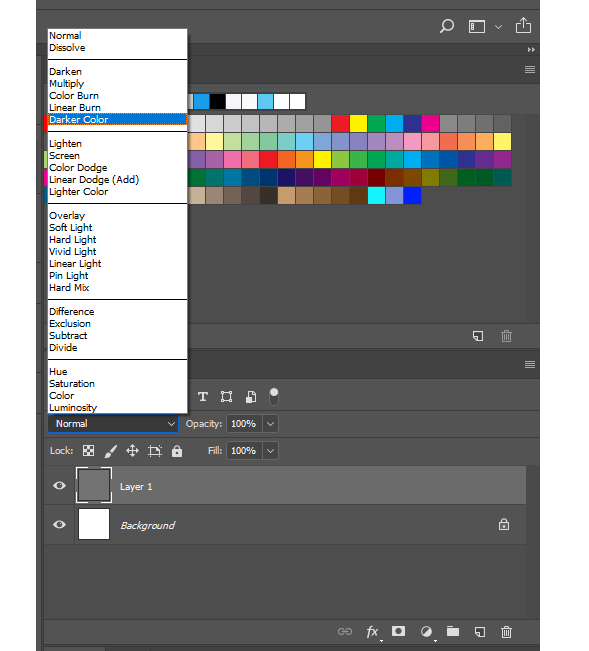 Normal
Dissolve
Darken
Multiply
Color Burn
Linear Burn
Darker Color
Lighten
Screen
Color Dodge
Linear Dodge (Add)
Lighter Color
Overlay
Soft Light
Hard Light
Vivid Light
Linear Light
Pin Light
Hard Mix
Difference
Exclusion
Subtract
Divide
Hue
Saturation
Color
Luminosity
Normal Opacity: 100%
Lock: Fill: 100%
Layer 1
Background
fx